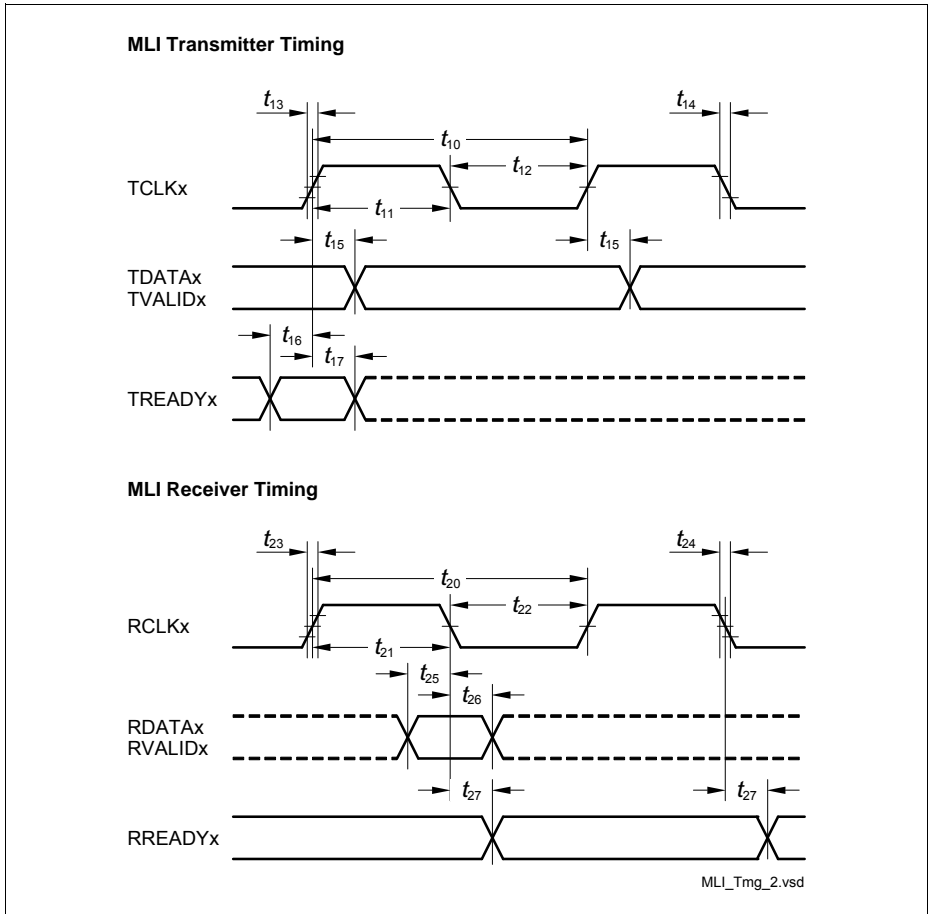 MLI Transmitter Timing
t13
t14
t10
t12
TCLKx
t11
t15
t15
TDATAx
TVALIDx
t16
t17
TREADYx
MLI Receiver Timing
t23
t24
t20
t22
RCLKx
t21
t25
t26
RDATAx
RVALIDx
t27
t27
RREADYx
MLI_Tmg_2.vsd